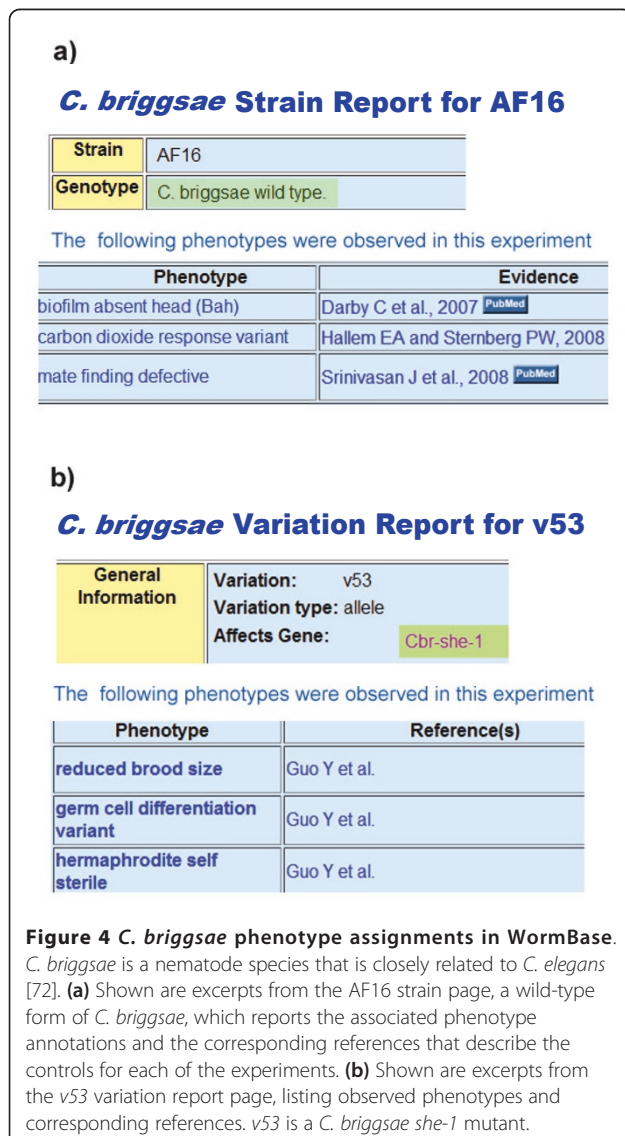 a)
C. briggsae Strain Report for AF16
Strain AF16
Genotype C. briggsae wild type.
The following phenotypes were observed in this experiment
Phenotype Evidence
biofilm absent head (Bah) Darby C et al., 2007 PubMed
carbon dioxide response variant Hallem EA and Sternberg PW, 2008
mate finding defective Srinivasan J et al., 2008 PubMed
b)
C. briggsae Variation Report for v53
General Information Variation: v53
Variation type: allele
Affects Gene: Cbr-she-1
The following phenotypes were observed in this experiment
Phenotype Reference(s)
reduced brood size Guo Y et al.
germ cell differentiation variant Guo Y et al.
hermaphrodite self sterile Guo Y et al.
Figure 4 C. briggsae phenotype assignments in WormBase.
C. briggsae is a nematode species that is closely related to C. elegans
[72]. (a) Shown are excerpts from the AF16 strain page, a wild-type
form of C. briggsae, which reports the associated phenotype
annotations and the corresponding references that describe the
controls for each of the experiments. (b) Shown are excerpts from
the v53 variation report page, listing observed phenotypes and
corresponding references. v53 is a C. briggsae she-1 mutant.